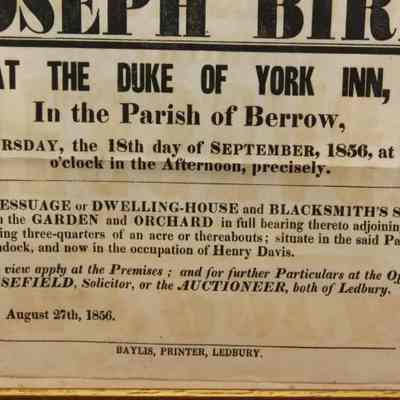 OSEPH BIR
AT THE DUKE OF YORK INN,
In the Parish of Berrow,
RSDAY, the 18th day of SEPTEMBER, 1856, at
o'clock in the Afternoon, precisely.
ESSUAGE or DWELLING-HOUSE and BLACKSMITH'S S
n the GARDEN and ORCHARD in full bearing thereto adjoining
ing three-quarters of an acre or thereabouts; situate in the said Pa
ddock, and now in the occupation of Henry Davis.
view apply at the Premises; and for further Particulars at the Op
SEFIELD, Solicitor, or the AUCTIONEER, both of Ledbury.
August 27th, 1856.
BAYLIS, PRINTER, LEDBURY.